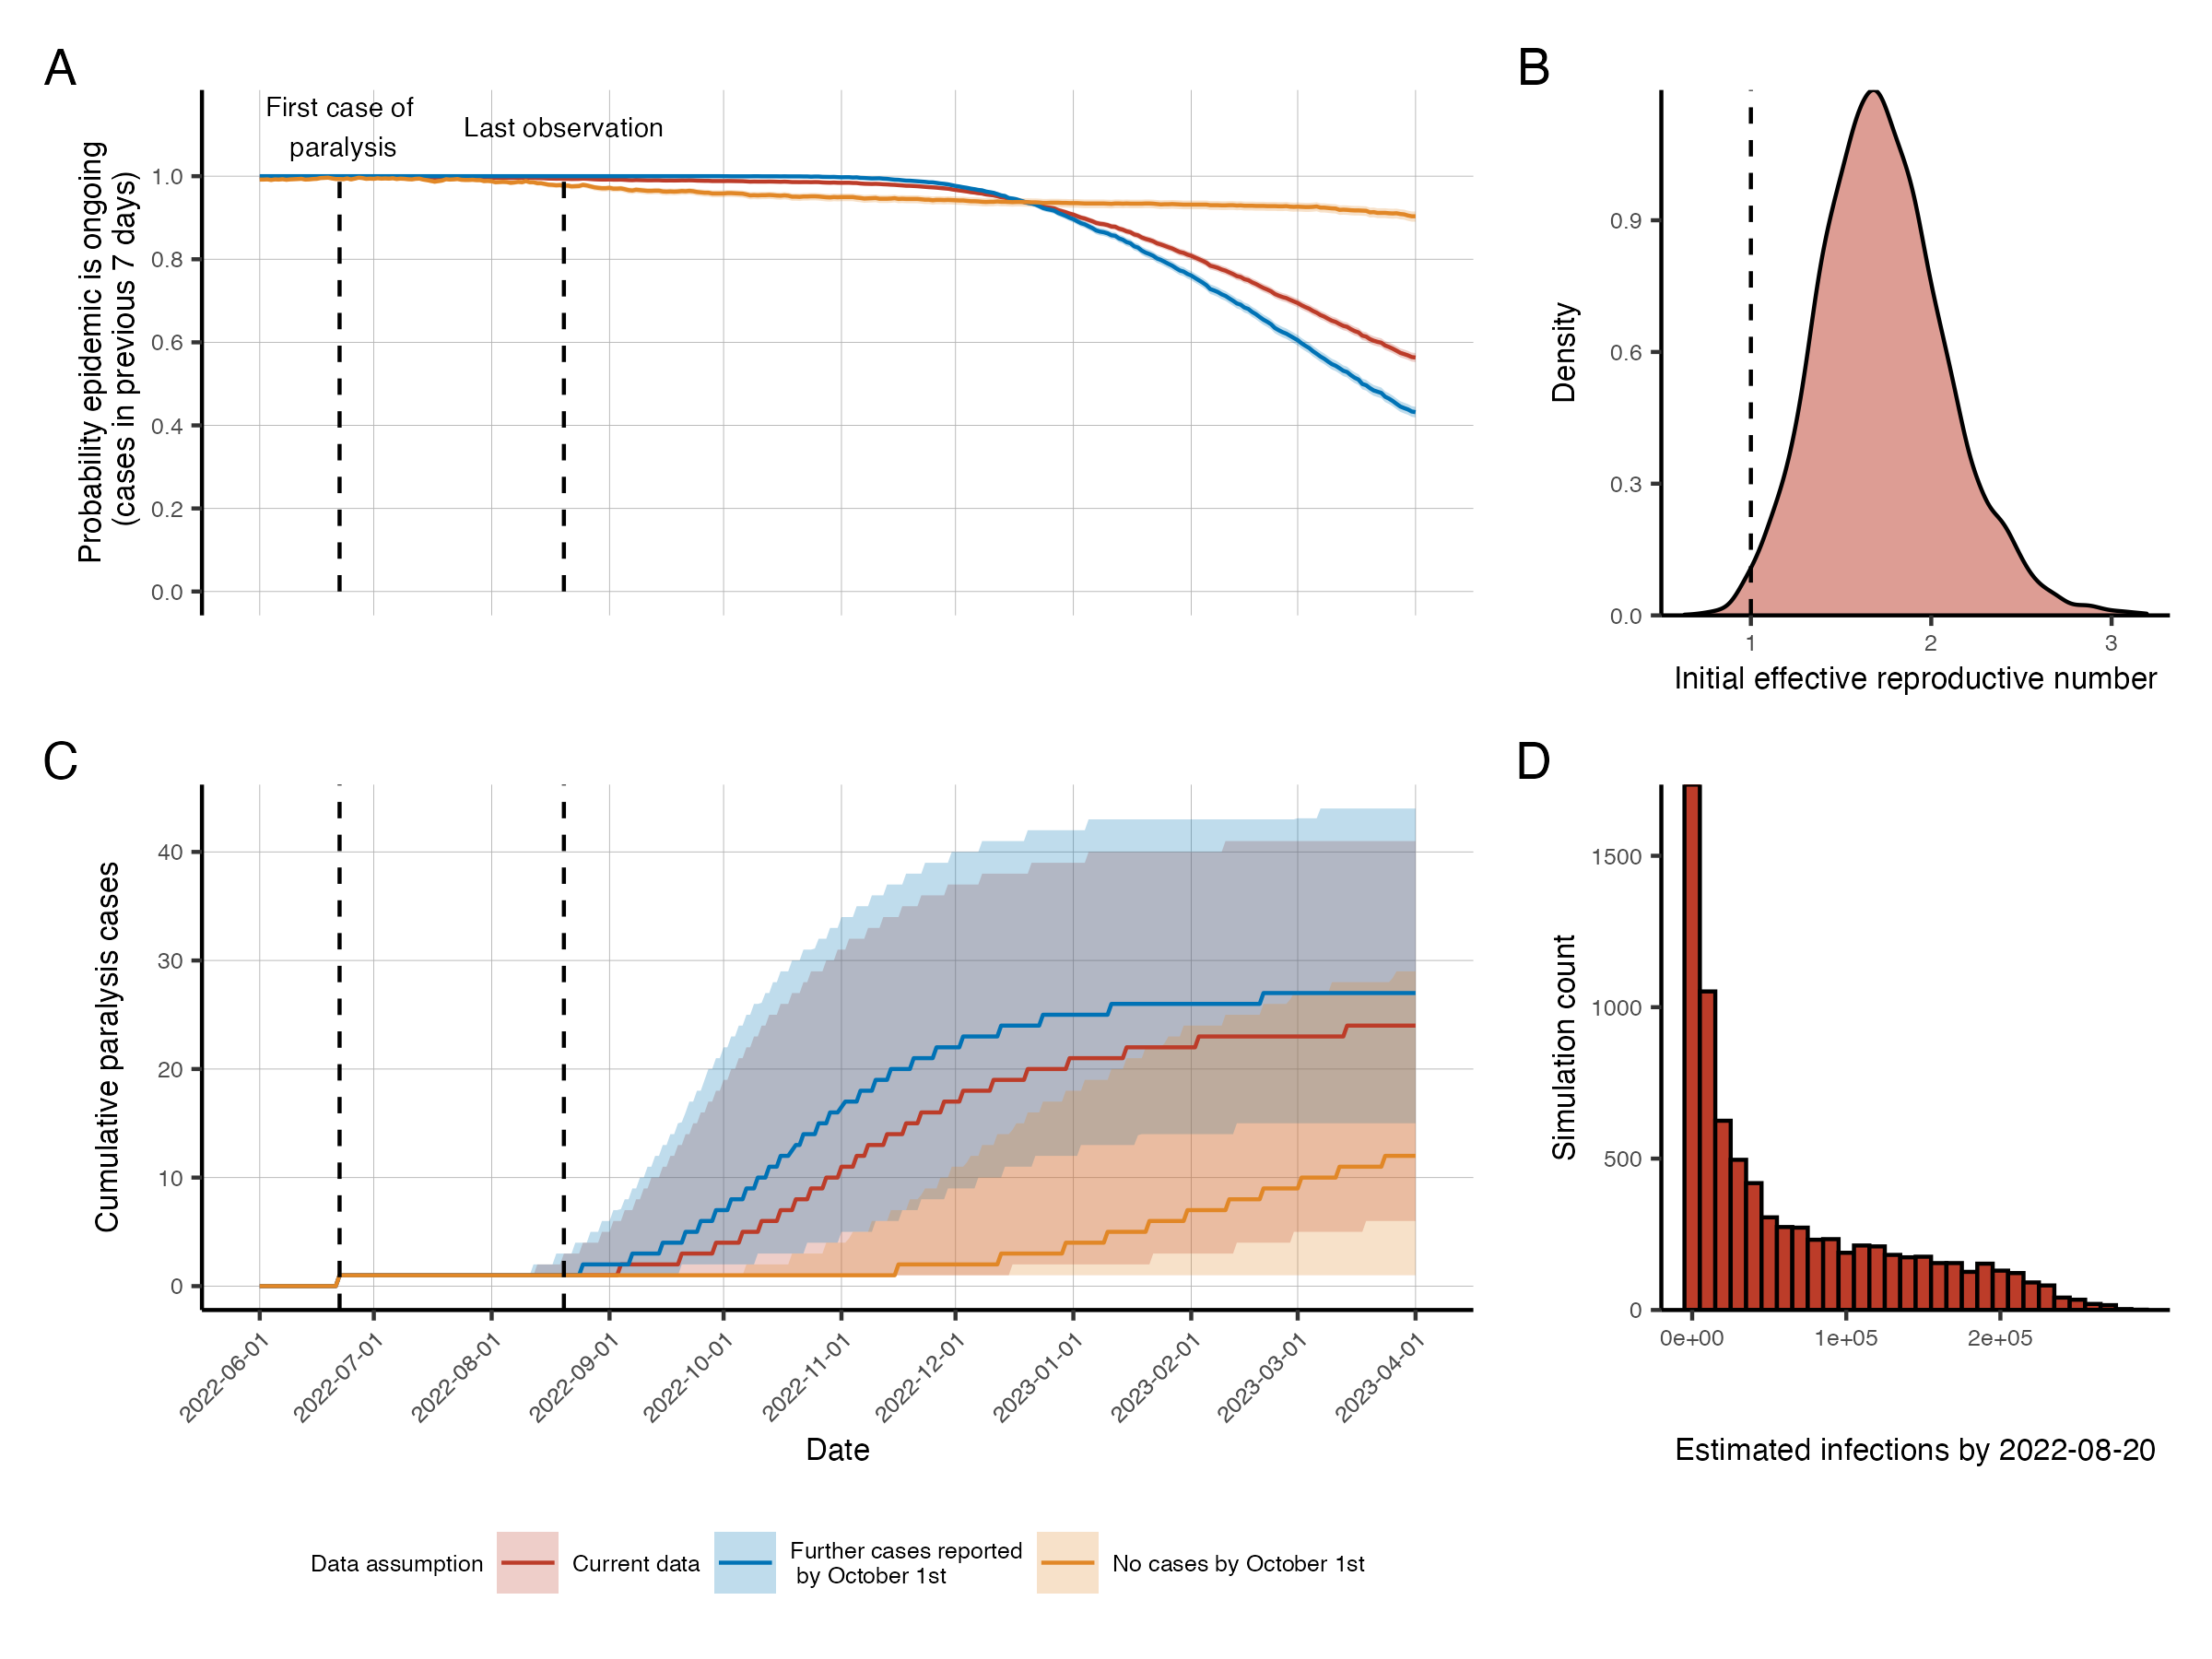 A
First case of
paralysis
Last observation
Probability epidemic is ongoing
(cases in previous 7 days)
1.0
0.8
0.6
0.4
0.2
0.0
B
Density
0.9
0.6
0.3
0.0
1
2
3
Initial effective reproductive number
C
Cumulative paralysis cases
40
30
20
10
0
2022-06-01
2022-07-01
2022-08-01
2022-09-01
2022-10-01
2022-11-01
2022-12-01
2023-01-01
2023-02-01
2023-03-01
2023-04-01
Date
D
Simulation count
1500
1000
500
0
0e+00
1e+05
2e+05
Estimated infections by 2022-08-20
Data assumption
Current data
Further cases reported
by October 1st
No cases by October 1st